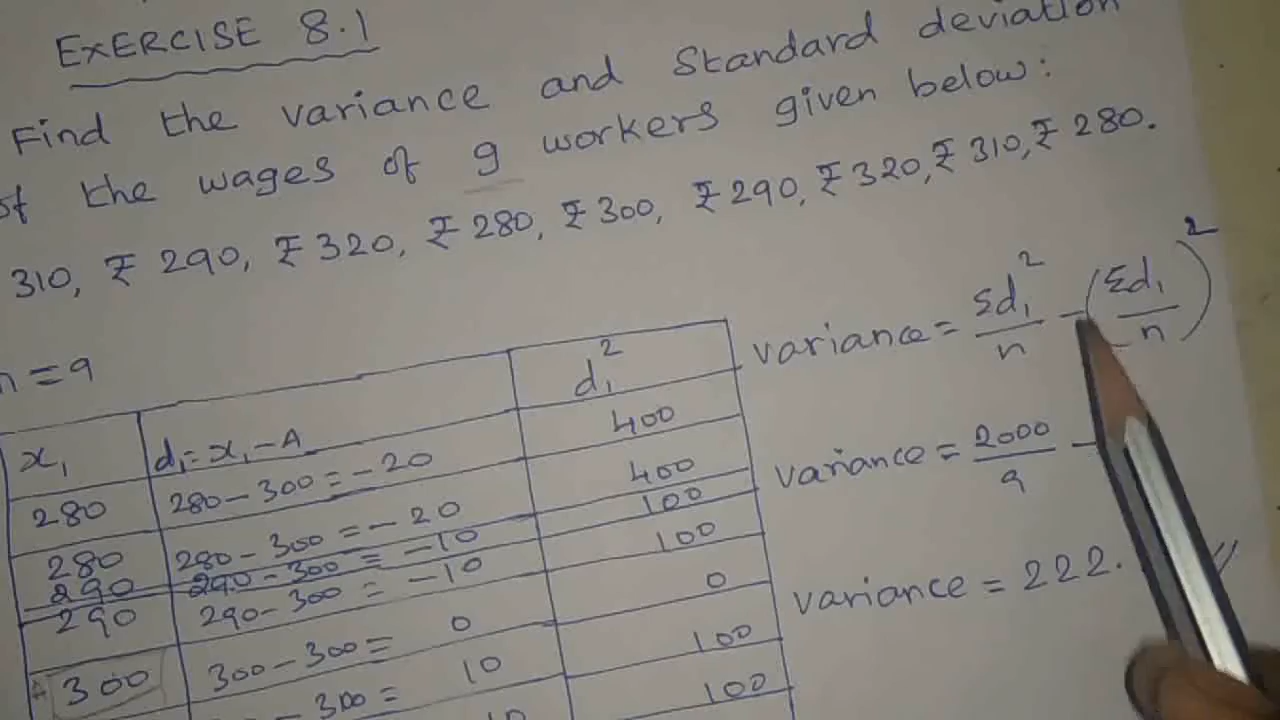 EXERCISE 8.1
Find the variance and standard deviation
of the wages of 9 workers given below:
310, ₹ 290, ₹ 320, ₹ 280, ₹ 300, ₹ 290, ₹ 320, ₹ 310, ₹ 280.
n = 9
variance = Σd₁² / n - (Σd₁ / n)²
variance = 2000 / 9 -
variance = 222.
x₁ d₁ = x₁ - A d₁²
280 280 - 300 = -20 400
280 280 - 300 = -20 400
290 290 - 300 = -10 100
290 290 - 300 = -10 100
300 300 - 300 = 0 0
- 300 = 10 100
10 100